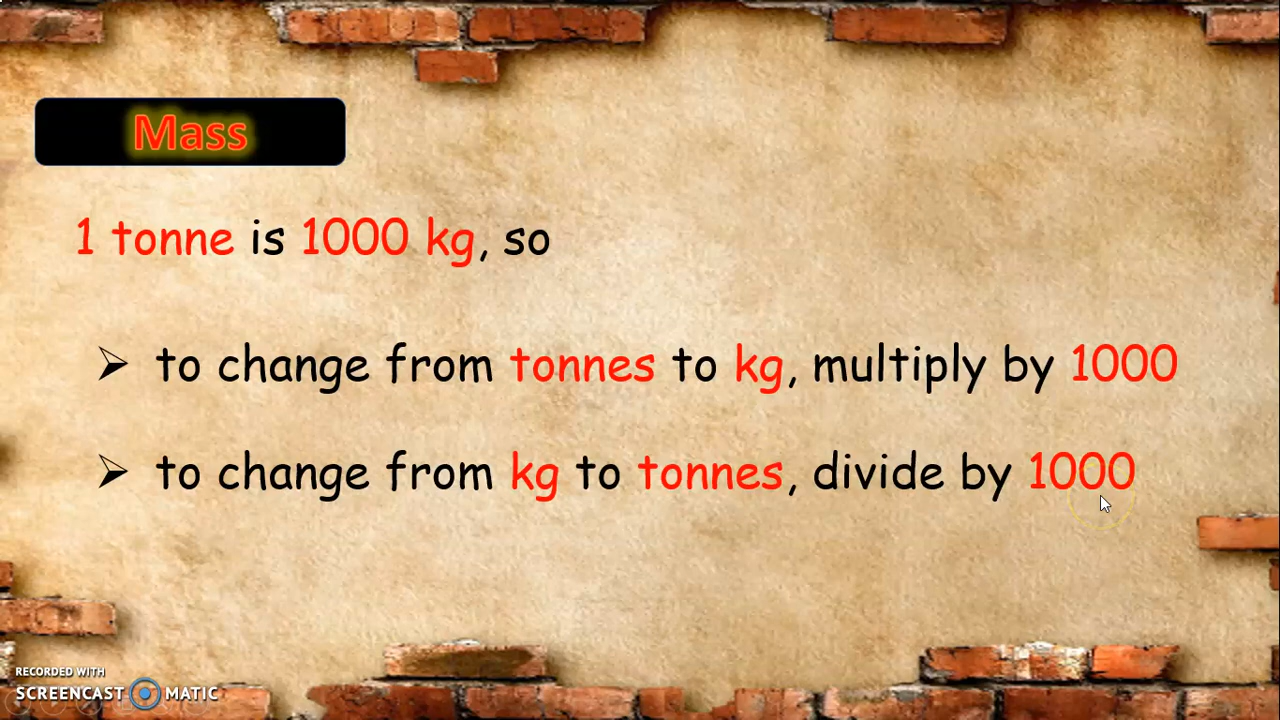 Mass
1 tonne is 1000 kg, so
➢ to change from tonnes to kg, multiply by 1000
➢ to change from kg to tonnes, divide by 1000
RECORDED WITH
SCREENCAST MATIC